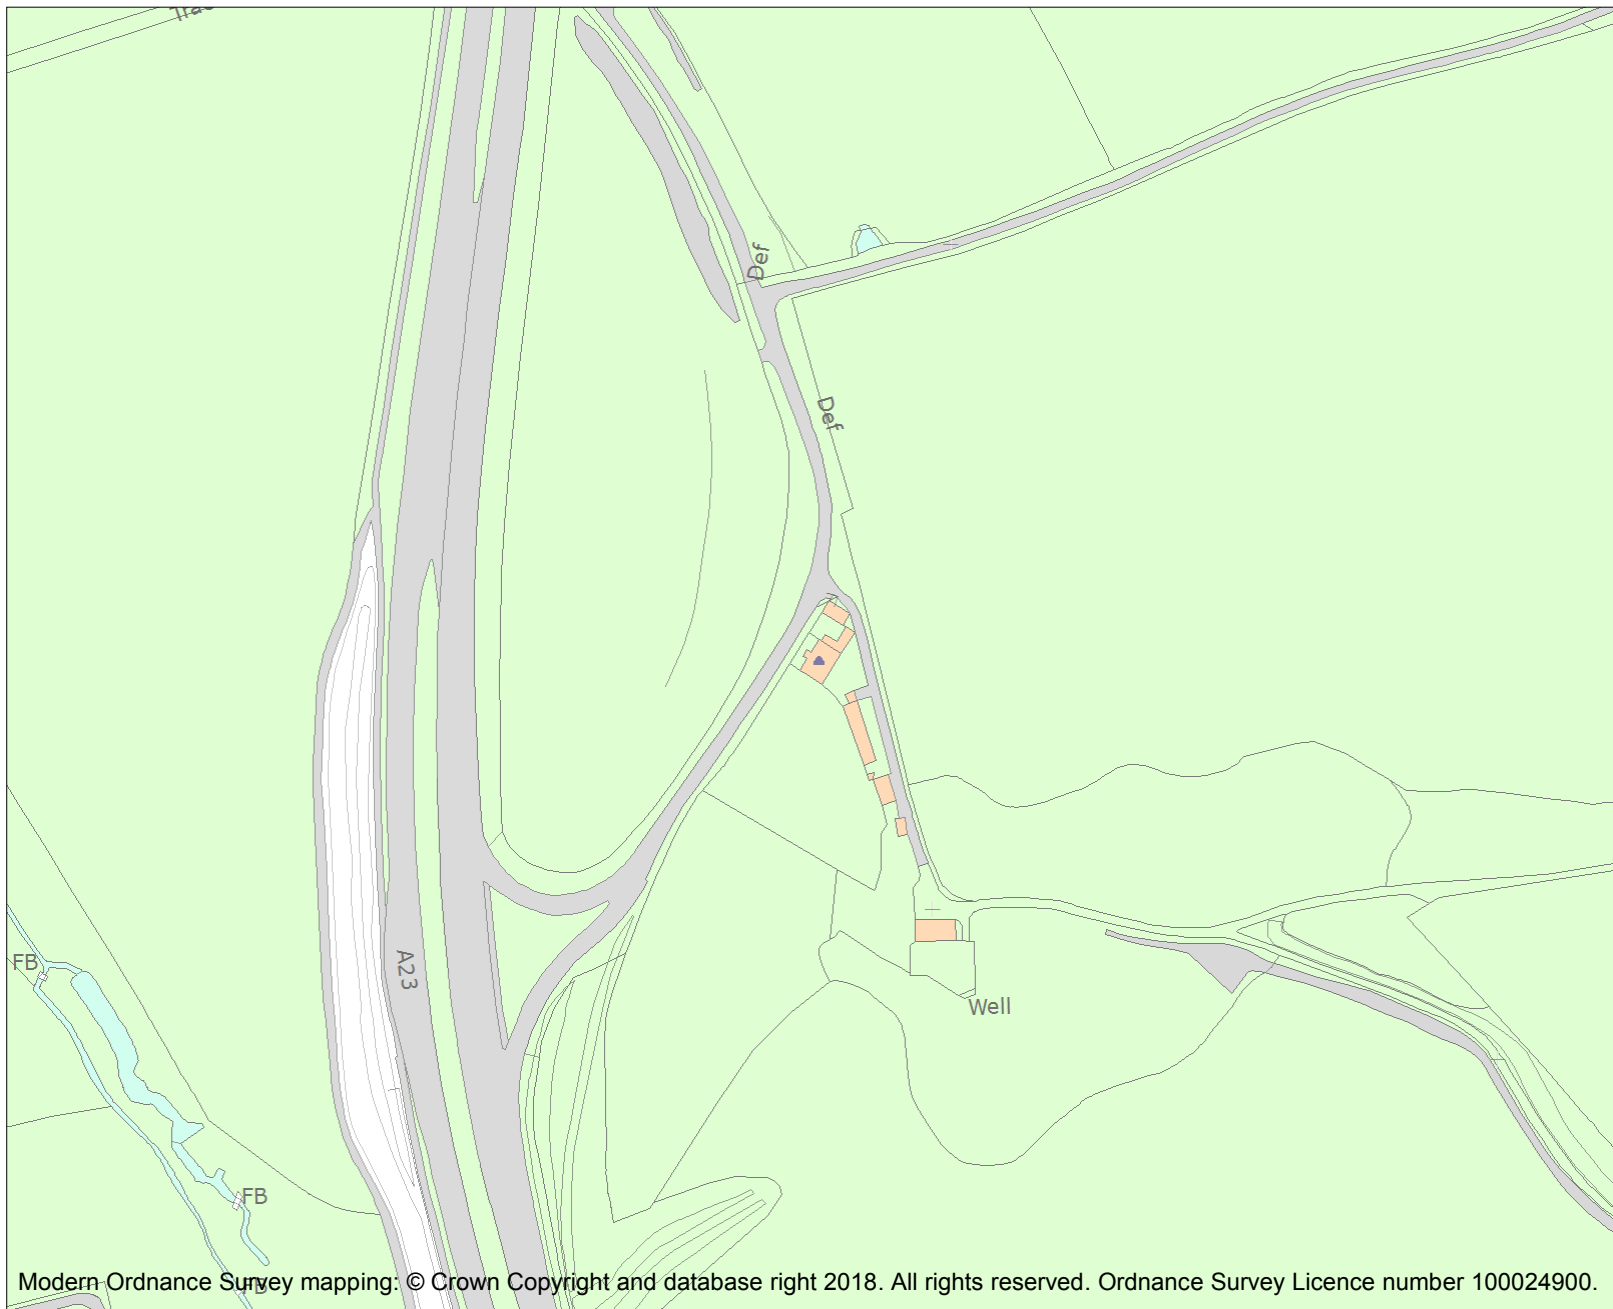 Def
Def
A23
FB
Well
FB
FB
Modern Ordnance Survey mapping: © Crown Copyright and database right 2018. All rights reserved. Ordnance Survey Licence number 100024900.